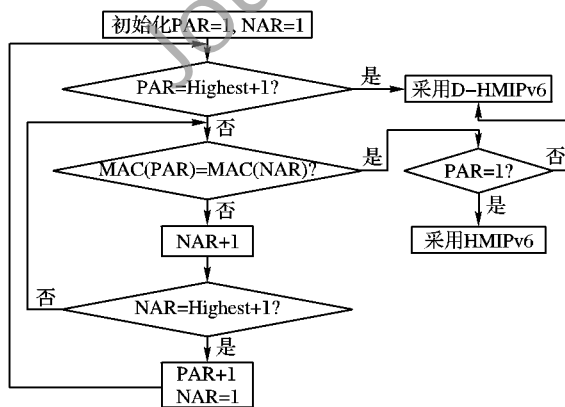 初始化PAR=1, NAR=1
PAR=Highest+1?
是
采用D-HMIPv6
否
MAC(PAR)=MAC(NAR)?
是
PAR=1?
否
否
是
NAR+1
采用HMIPv6
否
NAR=Highest+1?
是
PAR+1
NAR=1